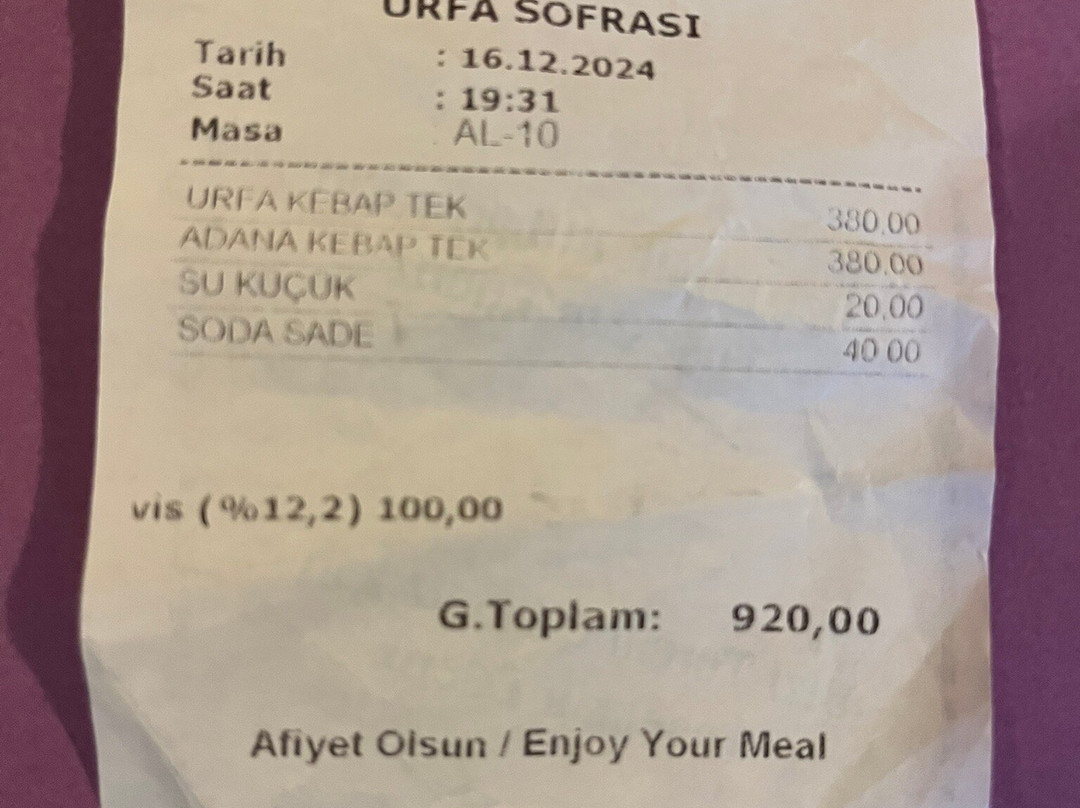 URFA SOFRASI
Tarih : 16.12.2024
Saat : 19:31
Masa : AL-10
URFA KEBAP TEK 380,00
ADANA KEBAP TEK 380,00
SU KUÇUK 20,00
SODA SADE 40 00
vis (%12,2) 100,00
G.Toplam: 920,00
Afiyet Olsun / Enjoy Your Meal